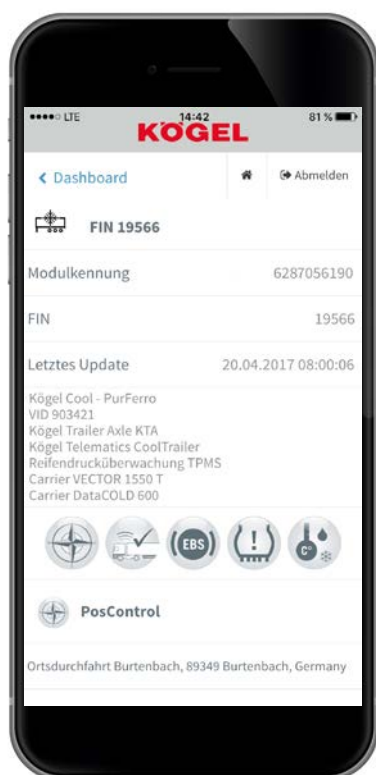 LTE 14:42 81 %
KÖGEL
Dashboard Abmelden
FIN 19566
Modulkennung 6287056190
FIN 19566
Letztes Update 20.04.2017 08:00:06
Kögel Cool - PurFerro
VID 903421
Kögel Trailer Axle KTA
Kögel Telematics CoolTrailer
Reifendrucküberwachung TPMS
Carrier VECTOR 1550 T
Carrier DataCOLD 600
EBS ! C°
PosControl
Ortsdurchfahrt Burtenbach, 89349 Burtenbach, Germany